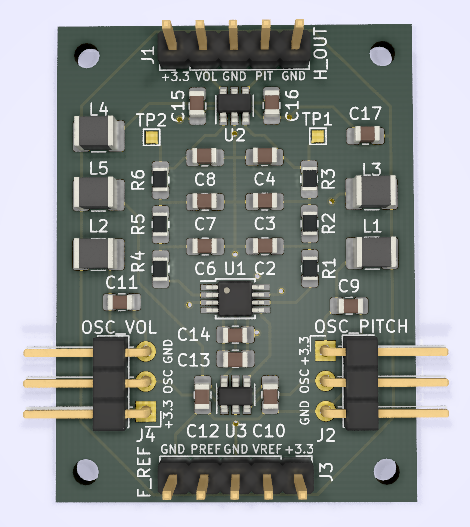 J1
H_OUT
+3.3 VOL GND PIT GND
C15
C16
U2
L4
TP2
TP1
C17
R6
R3
C8
C4
L5
L3
R5
R2
C7
C3
L2
L1
R4
R1
C6
U1
C2
C11
C9
OSC_VOL
OSC_PITCH
C14
C13
GND
OSC
+3.3
+3.3
OSC
GND
J4
J2
C12
U3
C10
F_REF
GND PREF GND VREF +3.3
J3